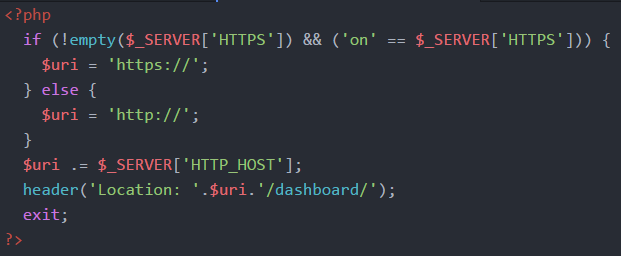 <?php
if (!empty($_SERVER['HTTPS']) && ('on' == $_SERVER['HTTPS'])) {
$uri = 'https://';
} else {
$uri = 'http://';
}
$uri .= $_SERVER['HTTP_HOST'];
header('Location: '.$uri.'/dashboard/');
exit;
?>